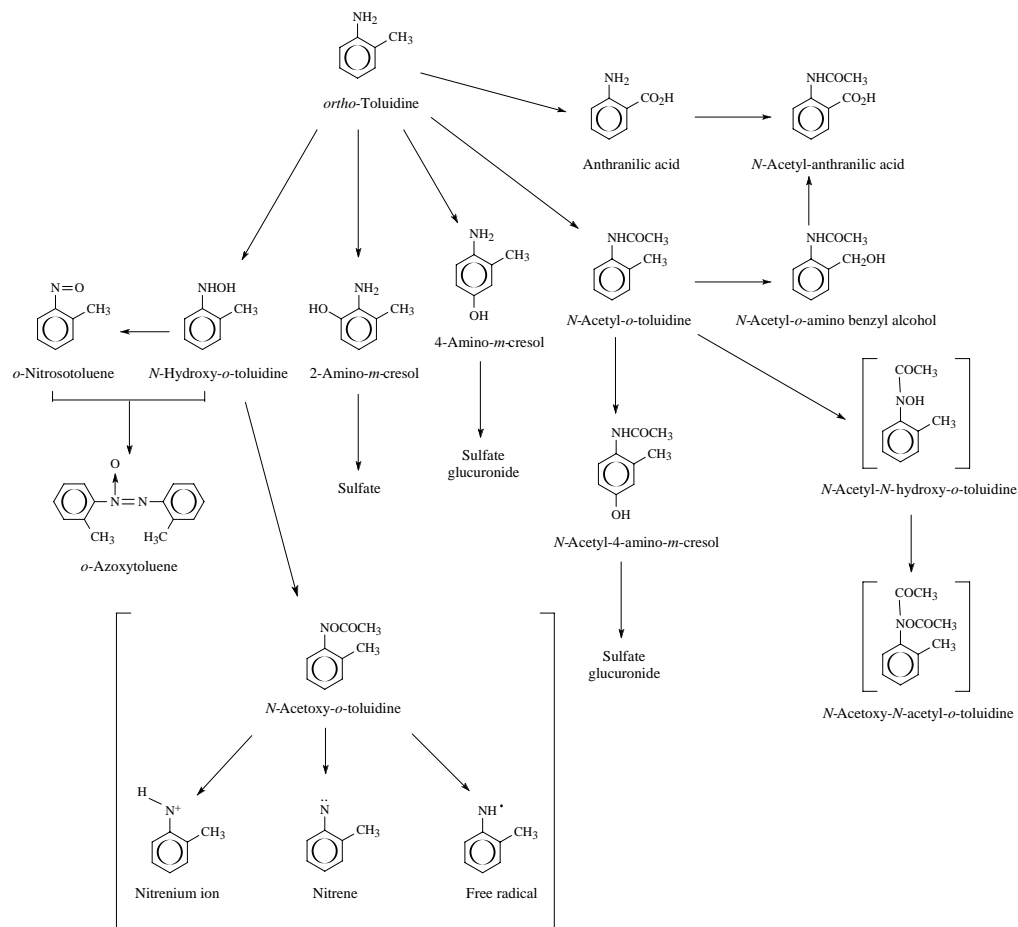 NH2
CH3
ortho-Toluidine
NH2
CO2H
Anthranilic acid
NHCOCH3
CO2H
N-Acetyl-anthranilic acid
N=O
CH3
o-Nitrosotoluene
NHOH
CH3
N-Hydroxy-o-toluidine
NH2
HO
CH3
2-Amino-m-cresol
NH2
CH3
OH
4-Amino-m-cresol
NHCOCH3
CH3
N-Acetyl-o-toluidine
NHCOCH3
CH2OH
N-Acetyl-o-amino benzyl alcohol
O
N=N
CH3
H3C
o-Azoxytoluene
Sulfate
Sulfate
glucuronide
NHCOCH3
CH3
OH
N-Acetyl-4-amino-m-cresol
COCH3
NOH
CH3
N-Acetyl-N-hydroxy-o-toluidine
NOCOCH3
CH3
N-Acetoxy-o-toluidine
Sulfate
glucuronide
COCH3
NOCOCH3
CH3
N-Acetoxy-N-acetyl-o-toluidine
H
N+
CH3
Nitrenium ion
N̈
CH3
Nitrene
NH•
CH3
Free radical